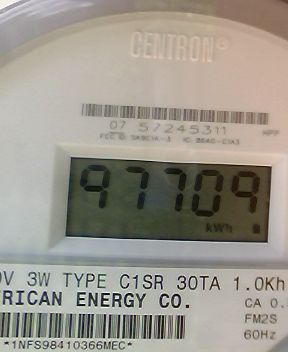 CENTRON®
07 57245311
97709
kWh
0V 3W TYPE C1SR 30TA 1.0Kh
RICAN ENERGY CO.
CA 0.
FM2S
60Hz
*1NFS98410366MEC*